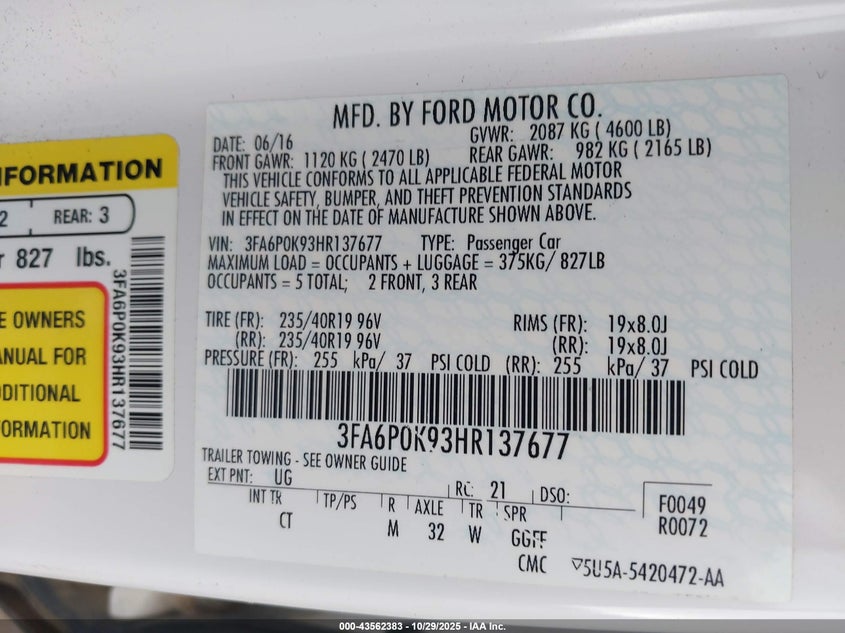 NFORMATION
2 REAR: 3
827 lbs.
E OWNERS
ANUAL FOR
DDITIONAL
FORMATION
3FA6P0K93HR137677
MFD. BY FORD MOTOR CO.
DATE: 06/16 GVWR: 2087 KG ( 4600 LB)
FRONT GAWR: 1120 KG ( 2470 LB) REAR GAWR: 982 KG ( 2165 LB)
THIS VEHICLE CONFORMS TO ALL APPLICABLE FEDERAL MOTOR
VEHICLE SAFETY, BUMPER, AND THEFT PREVENTION STANDARDS
IN EFFECT ON THE DATE OF MANUFACTURE SHOWN ABOVE.
VIN: 3FA6P0K93HR137677 TYPE: Passenger Car
MAXIMUM LOAD = OCCUPANTS + LUGGAGE = 375KG/ 827LB
OCCUPANTS = 5 TOTAL; 2 FRONT, 3 REAR
TIRE (FR): 235/40R19 96V RIMS (FR): 19x8.0J
(RR): 235/40R19 96V (RR): 19x8.0J
PRESSURE (FR): 255 kPa/ 37 PSI COLD (RR): 255 kPa/ 37 PSI COLD
3FA6P0K93HR137677
TRAILER TOWING - SEE OWNER GUIDE
EXT PNT: UG RC: 21 DSO: F0049
INT TR TP/PS R AXLE TR SPR R0072
CT M 32 W GGFF
CMC 5U5A-5420472-AA
000-43562383 | 10/29/2025 - IAA Inc.